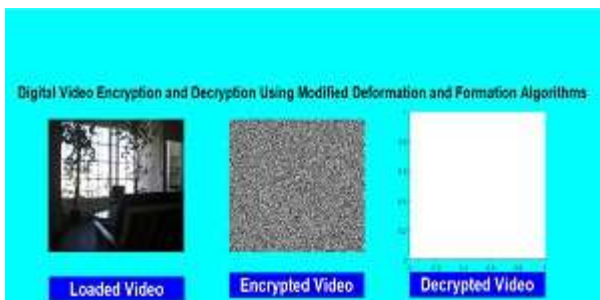 Digital Video Encryption and Decryption Using Modified Deformation and Formation Algorithms
Loaded Video
Encrypted Video
Decrypted Video